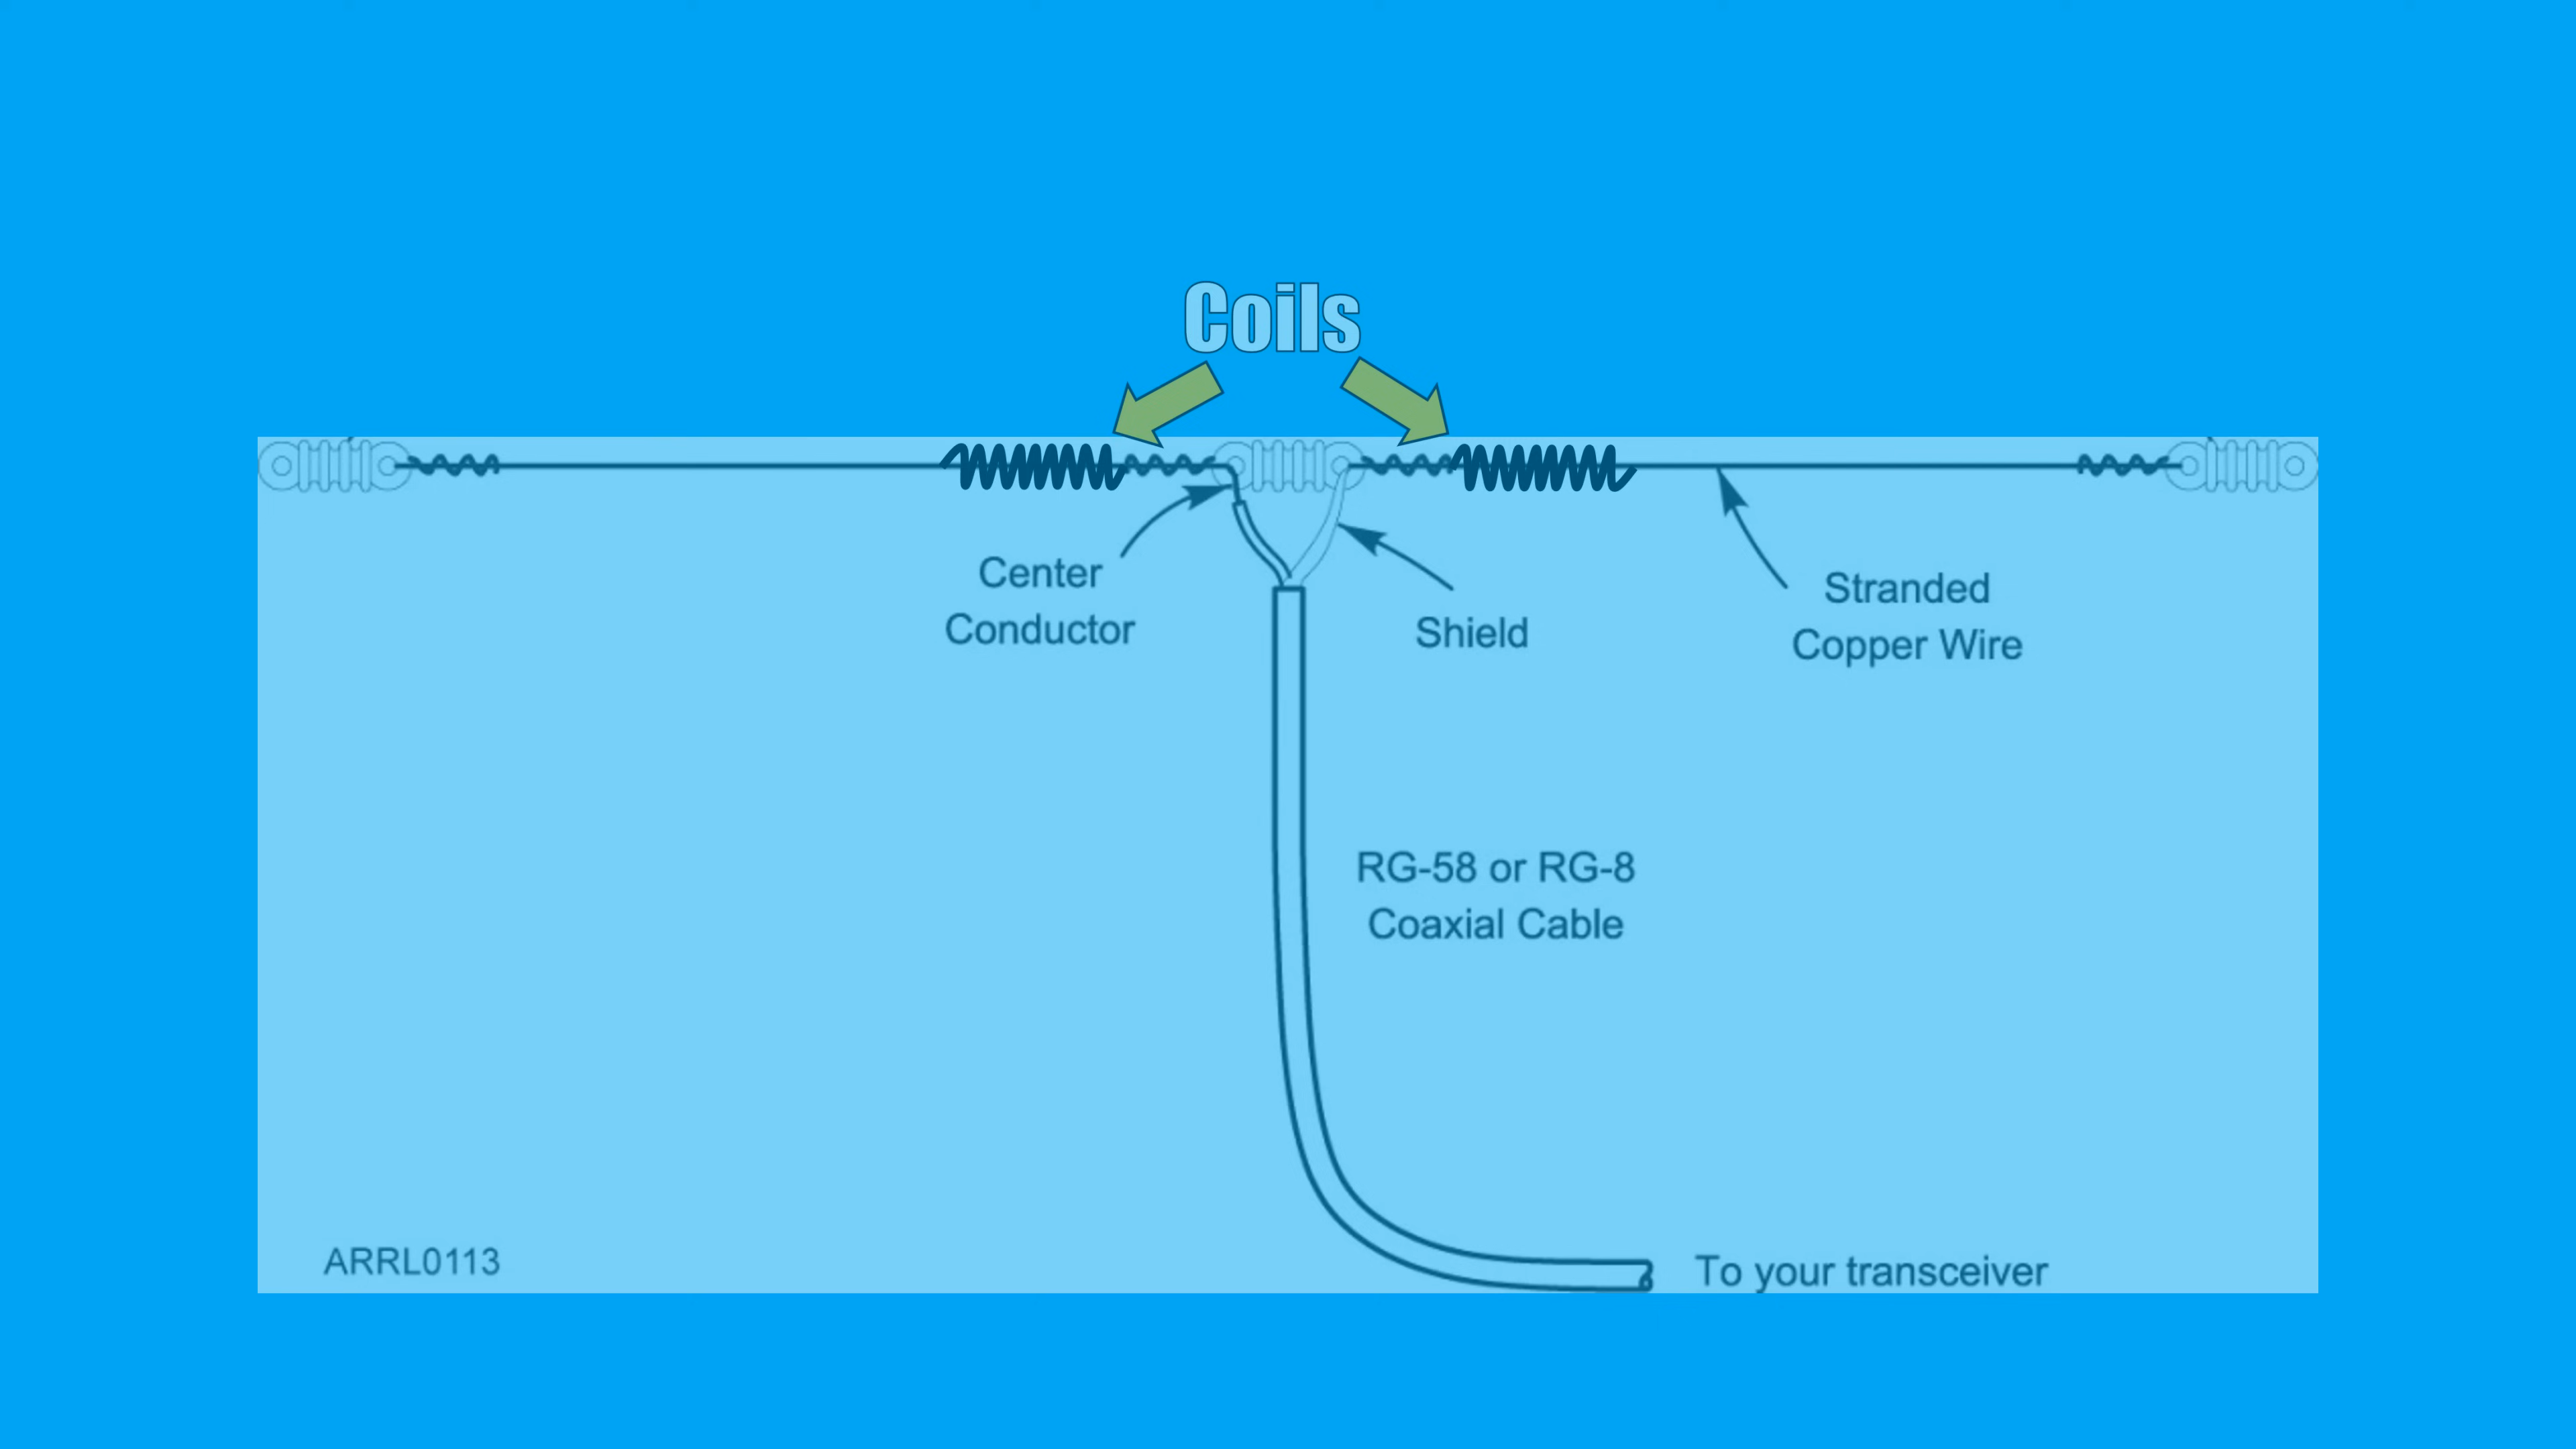 Coils
Center
Conductor
Shield
Stranded
Copper Wire
RG-58 or RG-8
Coaxial Cable
ARRL0113
To your transceiver